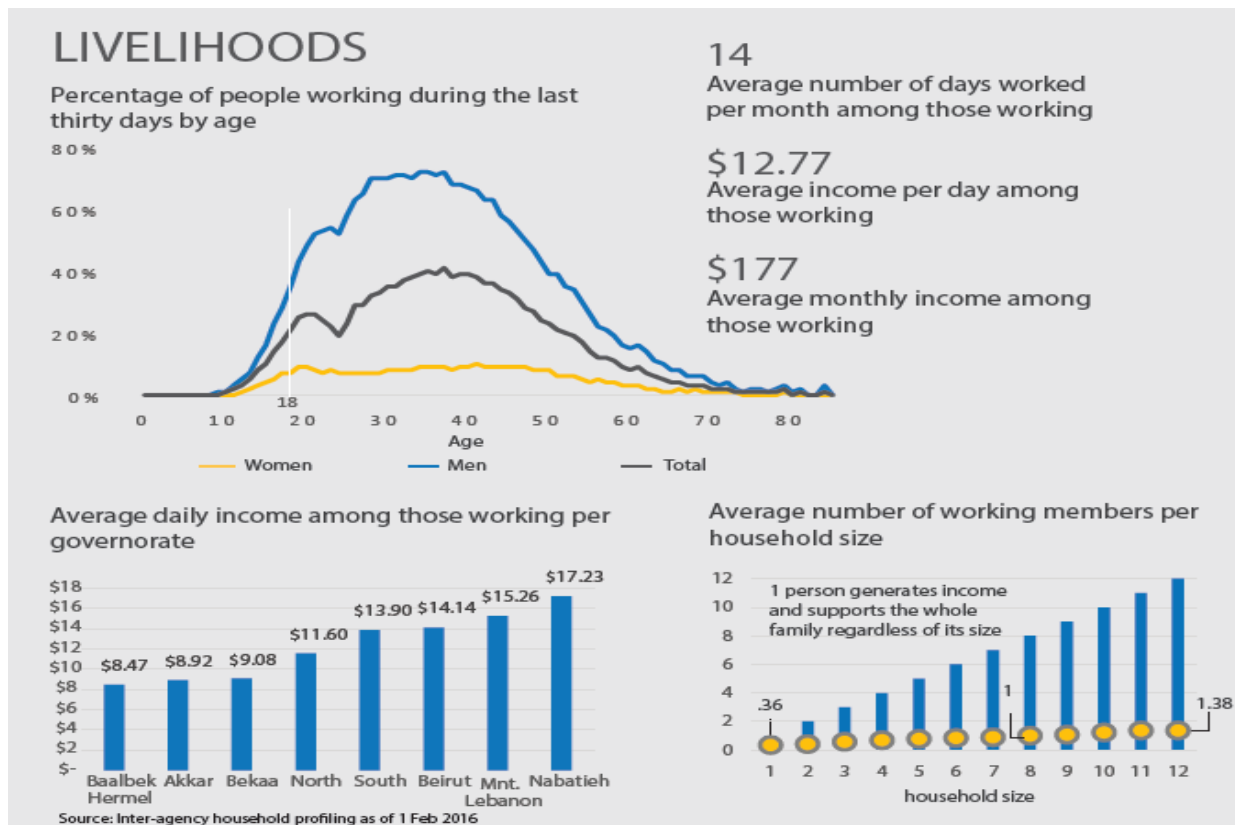 LIVELIHOODS
Percentage of people working during the last
thirty days by age
80%
60%
40%
20%
0%
18
0 10 20 30 40 50 60 70 80
Age
Women Men Total
14
Average number of days worked
per month among those working
$12.77
Average income per day among
those working
$177
Average monthly income among
those working
Average daily income among those working per
governorate
$18
$16
$14
$12
$10
$8
$6
$4
$2
$-
$8.47 $8.92 $9.08 $11.60 $13.90 $14.14 $15.26 $17.23
Baalbek Akkar Bekaa North South Beirut Mnt. Nabatieh
Hermel Lebanon
Source: Inter-agency household profiling as of 1 Feb 2016
Average number of working members per
household size
12
10
8
6
4
2
0
1 person generates income
and supports the whole
family regardless of its size
.36
1
1.38
1 2 3 4 5 6 7 8 9 10 11 12
household size